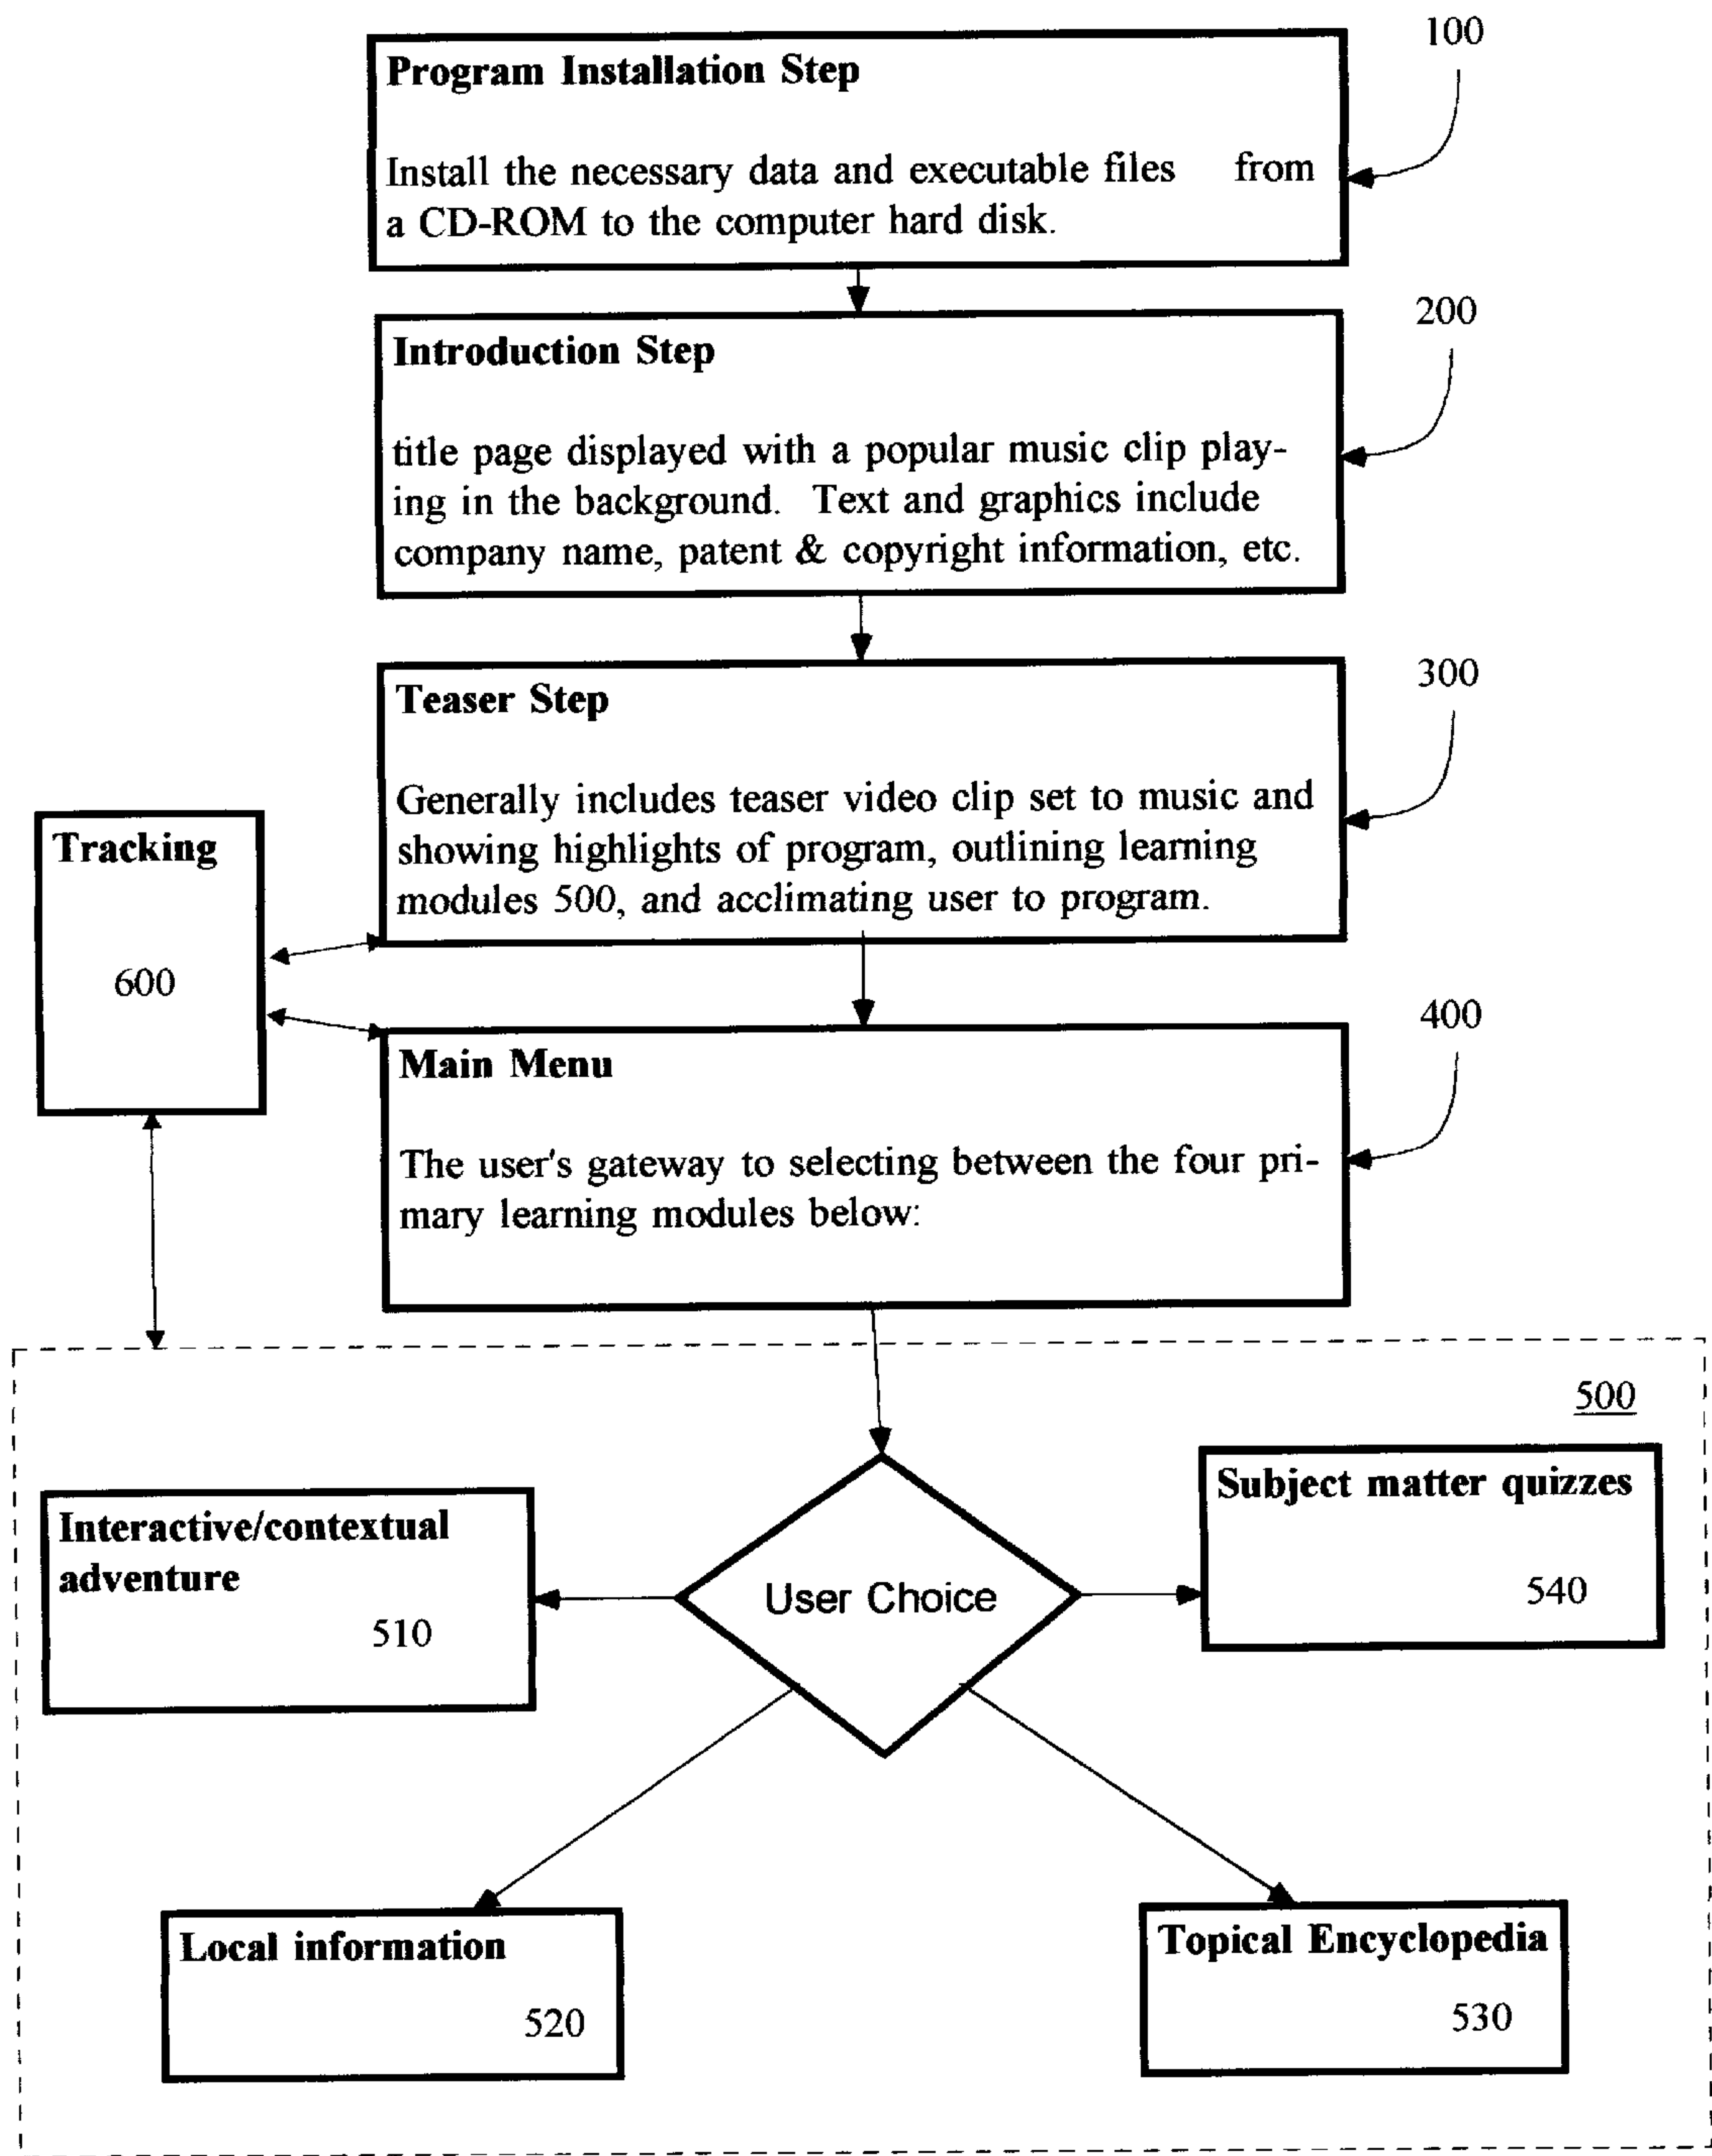 100
Program Installation Step
Install the necessary data and executable files from
a CD-ROM to the computer hard disk.
200
Introduction Step
title page displayed with a popular music clip play-
ing in the background. Text and graphics include
company name, patent & copyright information, etc.
300
Teaser Step
Generally includes teaser video clip set to music and
showing highlights of program, outlining learning
modules 500, and acclimating user to program.
Tracking
600
400
Main Menu
The user's gateway to selecting between the four pri-
mary learning modules below:
500
Interactive/contextual
adventure
510
User Choice
Subject matter quizzes
540
Local information
520
Topical Encyclopedia
530